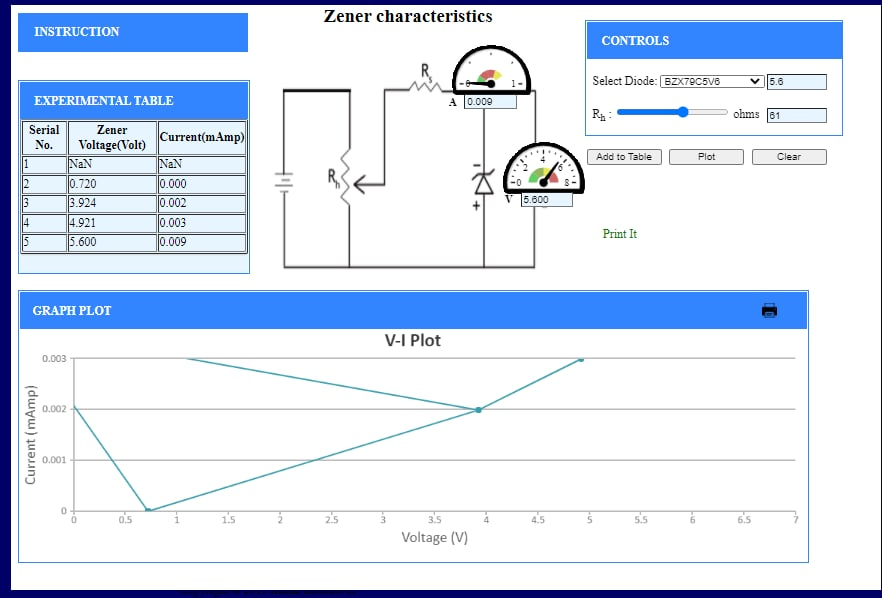 Zener characteristics
INSTRUCTION
EXPERIMENTAL TABLE
Serial No. Zener Voltage(Volt) Current(mAmp)
1 NaN NaN
2 0.720 0.000
3 3.924 0.002
4 4.921 0.003
5 5.600 0.009
Rs
-0 1-
A 0.009
Rh
-0 2 4 6 8-
V 5.600
- +
CONTROLS
Select Diode: BZX79C5V6 5.6
Rh : ohms 61
Add to Table Plot Clear
Print It
GRAPH PLOT
V-I Plot
Current (mAmp)
0.003
0.002
0.001
0
0 0.5 1 1.5 2 2.5 3 3.5 4 4.5 5 5.5 6 6.5 7
Voltage (V)